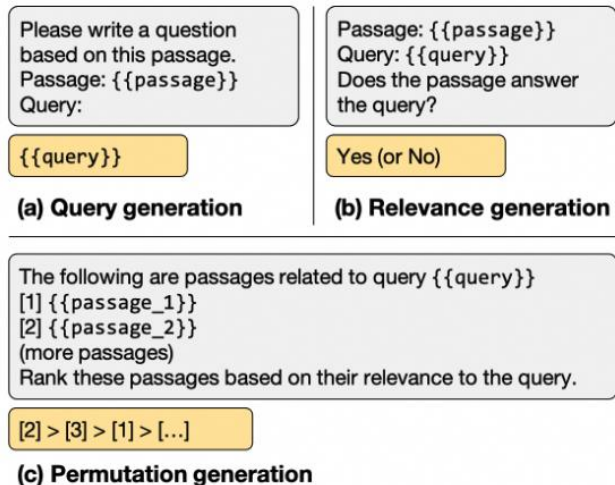 Please write a question
based on this passage.
Passage: {{passage}}
Query:
{{query}}
(a) Query generation
Passage: {{passage}}
Query: {{query}}
Does the passage answer
the query?
Yes (or No)
(b) Relevance generation
The following are passages related to query {{query}}
[1] {{passage_1}}
[2] {{passage_2}}
(more passages)
Rank these passages based on their relevance to the query.
[2] > [3] > [1] > [...]
(c) Permutation generation